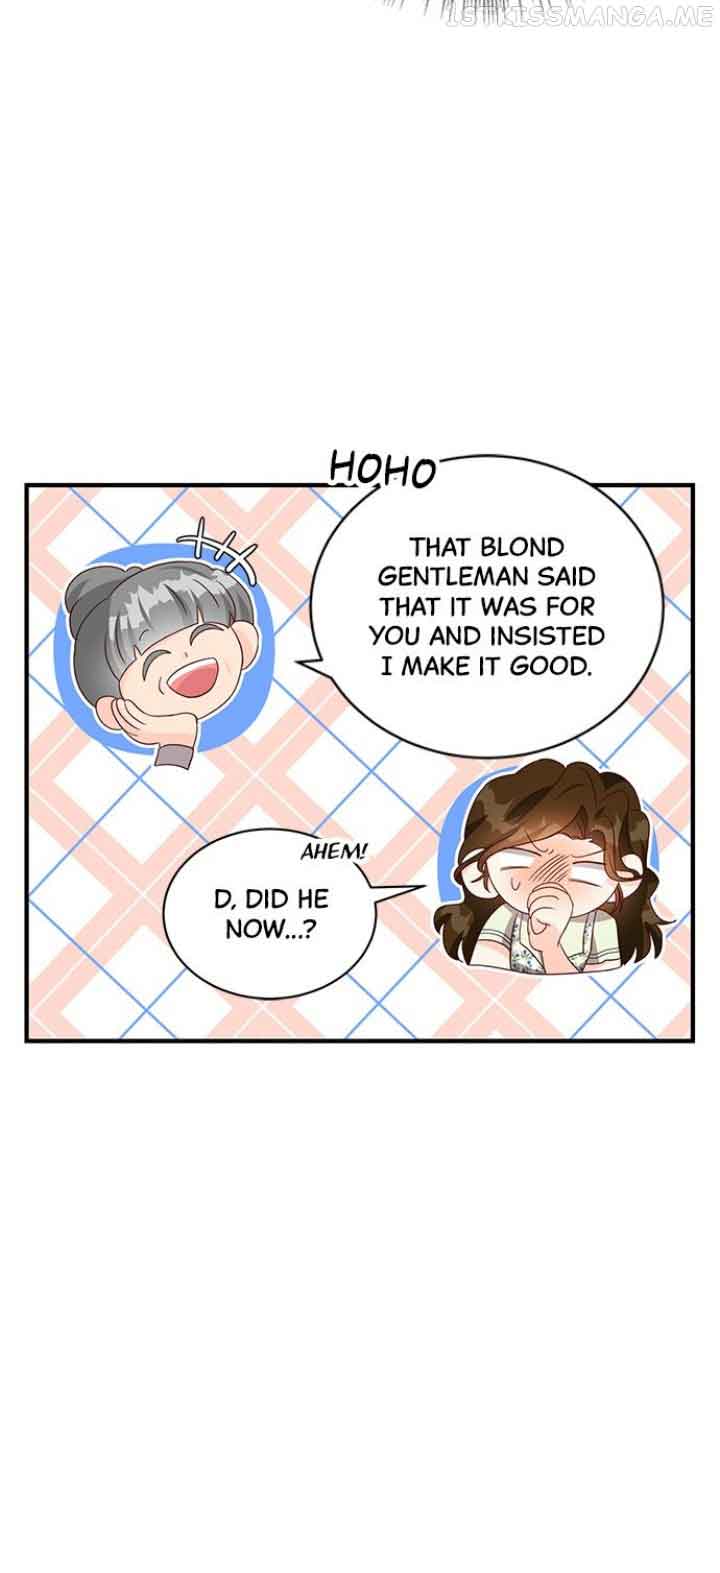 1STKISSMANGA.ME
HOHO
THAT BLOND
GENTLEMAN SAID
THAT IT WAS FOR
YOU AND INSISTED
I MAKE IT GOOD.
AHEM!
D, DID HE
NOW...?